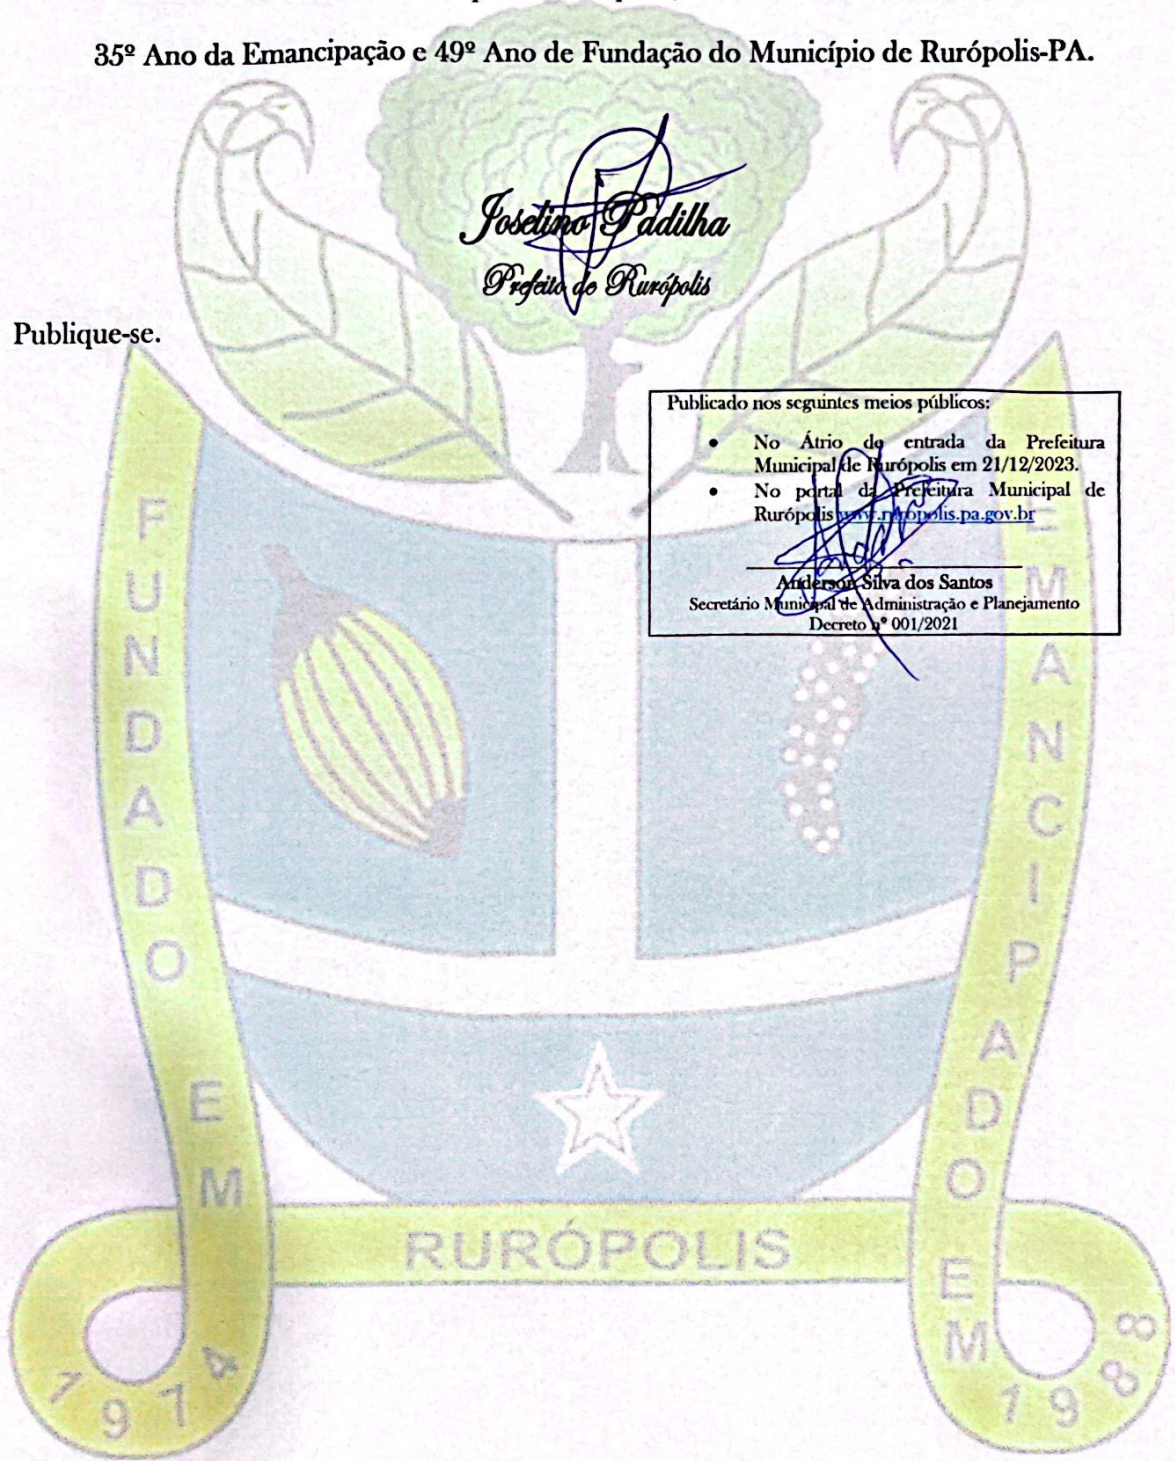 35º Ano da Emancipação e 49º Ano de Fundação do Município de Rurópolis-PA.
Joselino Padilha
Prefeito de Rurópolis
Publique-se.
Publicado nos seguintes meios públicos:
• No Átrio de entrada da Prefeitura
Municipal de Rurópolis em 21/12/2023.
• No portal da Prefeitura Municipal de
Rurópolis www.ruropolis.pa.gov.br
Anderson Silva dos Santos
Secretário Municipal de Administração e Planejamento
Decreto nº 001/2021
FUNDADO EM 1974
RURÓPOLIS
EMANCIPADO EM 1988